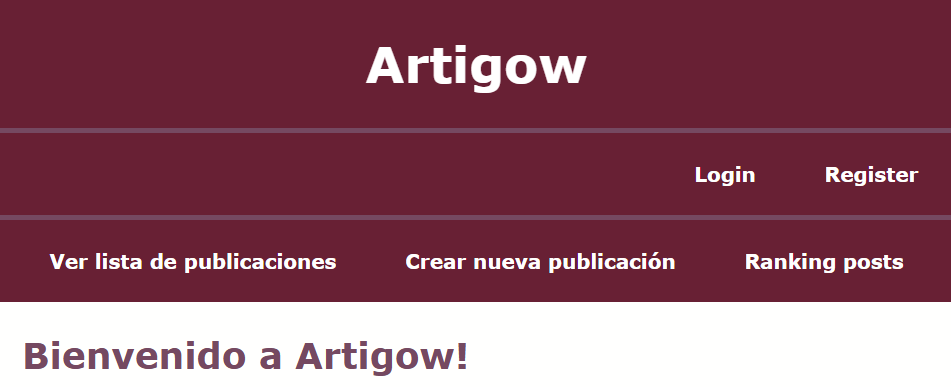 Artigow
Login Register
Ver lista de publicaciones Crear nueva publicación Ranking posts
Bienvenido a Artigow!